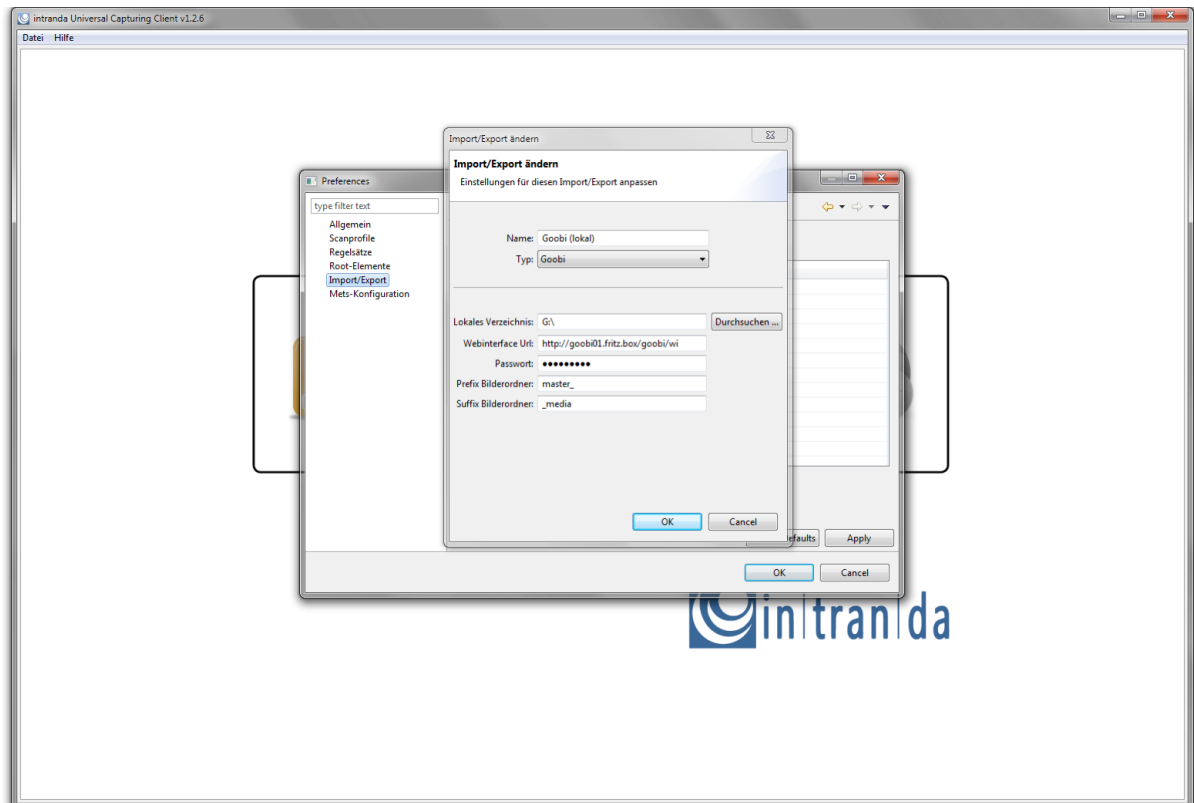 intranda Universal Capturing Client v1.2.6
Datei Hilfe
Import/Export ändern
Import/Export ändern
Einstellungen für diesen Import/Export anpassen
Preferences
type filter text
Allgemein
Scanprofile
Regelsätze
Root-Elemente
Import/Export
Mets-Konfiguration
Name: Goobi (lokal)
Typ: Goobi
Lokales Verzeichnis: G:\ Durchsuchen ...
Webinterface Url: http://goobi01.fritz.box/goobi/wi
Passwort: •••••••••
Prefix Bilderordner: master_
Suffix Bilderordner: _media
OK Cancel
Apply
OK Cancel
in|tran|da